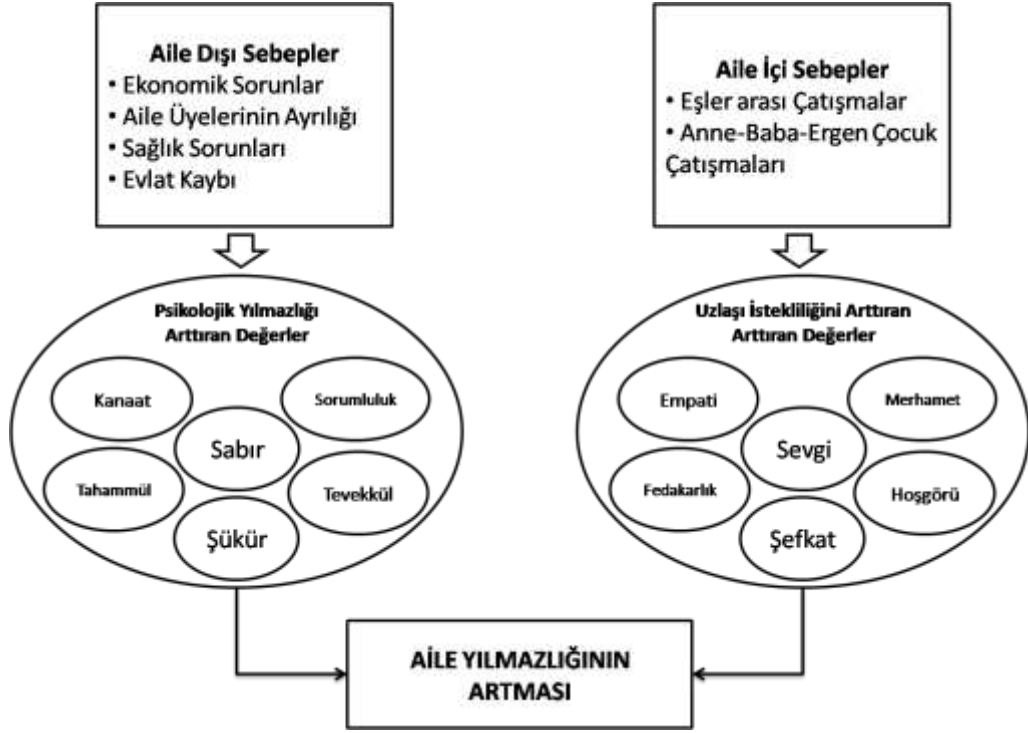 Aile Dışı Sebepler
• Ekonomik Sorunlar
• Aile Üyelerinin Ayrılığı
• Sağlık Sorunları
• Evlat Kaybı
Aile İçi Sebepler
• Eşler arası Çatışmalar
• Anne-Baba-Ergen Çocuk
Çatışmaları
Psikolojik Yılmazlığı
Arttıran Değerler
Kanaat
Sorumluluk
Sabır
Tahammül
Tevekkül
Şükür
Uzlaşı İstekliliğini Arttıran
Arttıran Değerler
Empati
Merhamet
Sevgi
Fedakarlık
Hoşgörü
Şefkat
AİLE YILMAZLIĞININ
ARTMASI